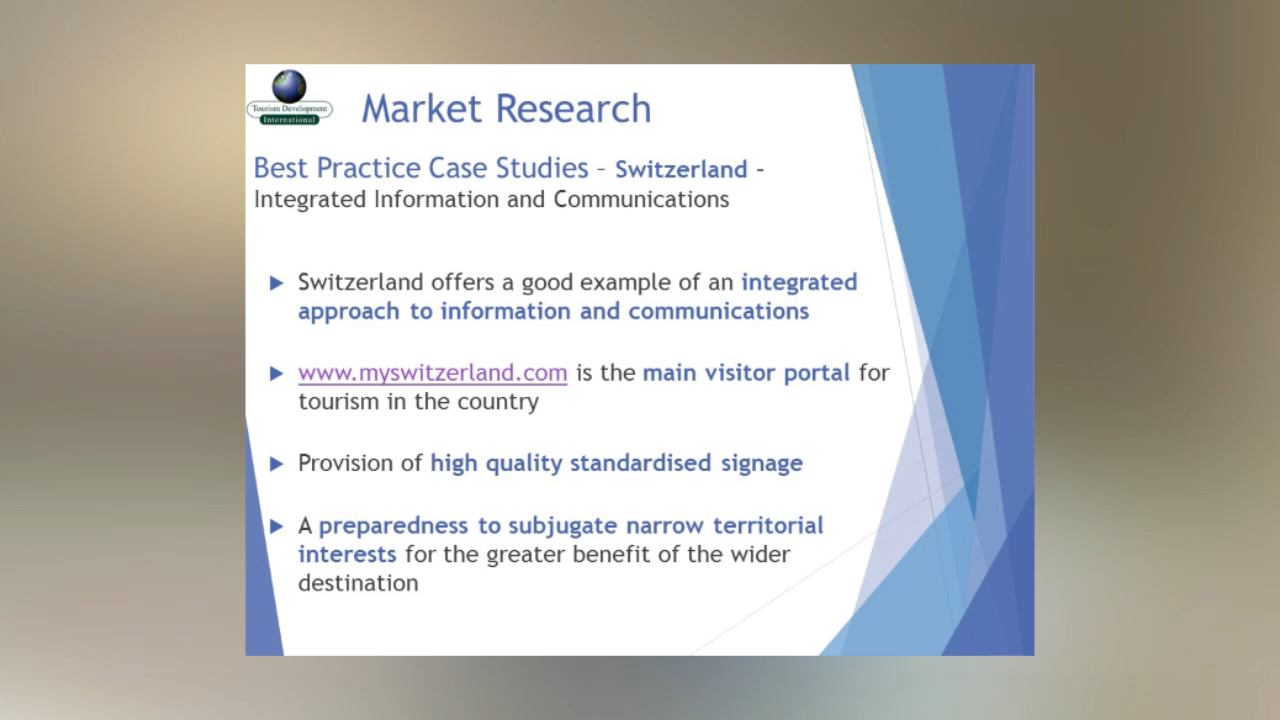 Tourism Development
International
Market Research
Best Practice Case Studies – Switzerland –
Integrated Information and Communications
Switzerland offers a good example of an integrated
approach to information and communications
www.myswitzerland.com is the main visitor portal for
tourism in the country
Provision of high quality standardised signage
A preparedness to subjugate narrow territorial
interests for the greater benefit of the wider
destination